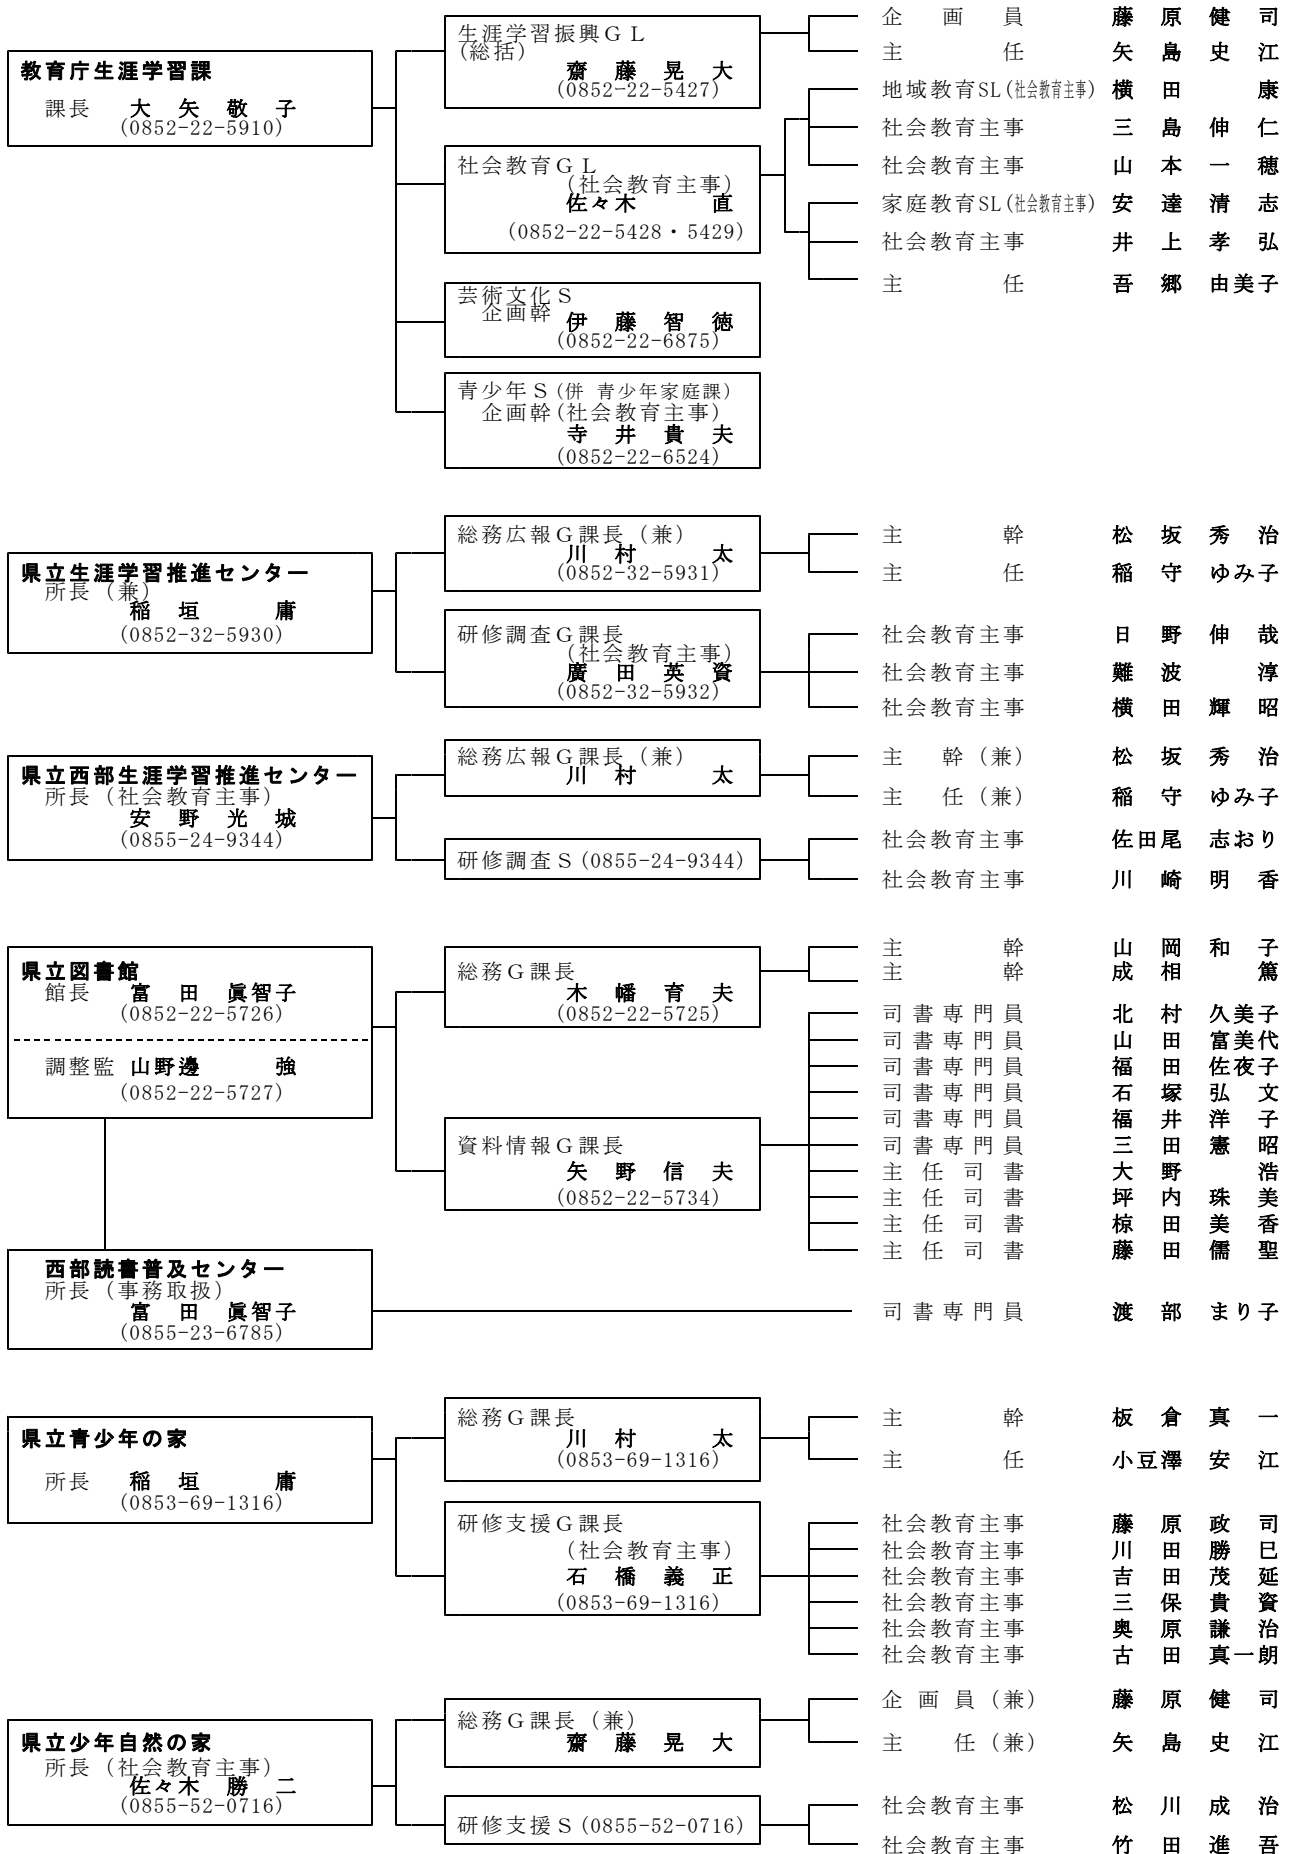 教育庁生涯学習課
課長 大矢敬子
(0852-22-5910)
生涯学習振興ＧＬ
(総括)
齋藤晃大
(0852-22-5427)
企画員 藤原健司
主任 矢島史江
社会教育ＧＬ
(社会教育主事)
佐々木直
(0852-22-5428・5429)
地域教育SL(社会教育主事) 横田康
社会教育主事 三島伸仁
社会教育主事 山本一穂
家庭教育SL(社会教育主事) 安達清志
社会教育主事 井上孝弘
主任 吾郷由美子
芸術文化Ｓ
企画幹 伊藤智徳
(0852-22-6875)
青少年Ｓ(併 青少年家庭課)
企画幹(社会教育主事)
寺井貴夫
(0852-22-6524)
県立生涯学習推進センター
所長（兼）
稲垣庸
(0852-32-5930)
総務広報Ｇ課長（兼）
川村太
(0852-32-5931)
主幹 松坂秀治
主任 稲守ゆみ子
研修調査Ｇ課長
(社会教育主事)
廣田英資
(0852-32-5932)
社会教育主事 日野伸哉
社会教育主事 難波淳
社会教育主事 横田輝昭
県立西部生涯学習推進センター
所長（社会教育主事）
安野光城
(0855-24-9344)
総務広報Ｇ課長（兼）
川村太
主幹（兼） 松坂秀治
主任（兼） 稲守ゆみ子
研修調査Ｓ(0855-24-9344)
社会教育主事 佐田尾志おり
社会教育主事 川崎明香
県立図書館
館長 富田眞智子
(0852-22-5726)
調整監 山野邊強
(0852-22-5727)
総務Ｇ課長
木幡育夫
(0852-22-5725)
主幹 山岡和子
主幹 成相篤
資料情報Ｇ課長
矢野信夫
(0852-22-5734)
司書専門員 北村久美子
司書専門員 山田富美代
司書専門員 福田佐夜子
司書専門員 石塚弘文
司書専門員 福井洋子
司書専門員 三田憲昭
主任司書 大野浩
主任司書 坪内珠美
主任司書 椋田美香
主任司書 藤田儒聖
西部読書普及センター
所長（事務取扱）
富田眞智子
(0855-23-6785)
司書専門員 渡部まり子
県立青少年の家
所長 稲垣庸
(0853-69-1316)
総務Ｇ課長
川村太
(0853-69-1316)
主幹 板倉真一
主任 小豆澤安江
研修支援Ｇ課長
(社会教育主事)
石橋義正
(0853-69-1316)
社会教育主事 藤原政司
社会教育主事 川田勝巳
社会教育主事 吉田茂延
社会教育主事 三保貴資
社会教育主事 奥原謙治
社会教育主事 古田真一朗
県立少年自然の家
所長（社会教育主事）
佐々木勝二
(0855-52-0716)
総務Ｇ課長（兼）
齋藤晃大
企画員（兼） 藤原健司
主任（兼） 矢島史江
研修支援Ｓ(0855-52-0716)
社会教育主事 松川成治
社会教育主事 竹田進吾